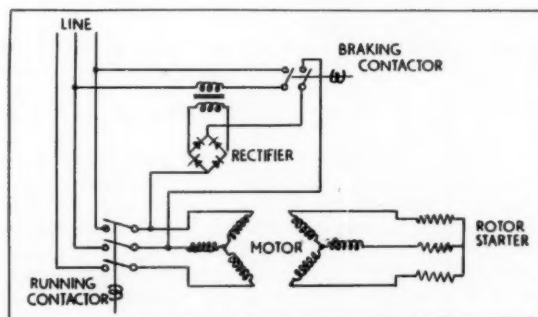 LINE
BRAKING
CONTACTOR
RECTIFIER
MOTOR
ROTOR
STARTER
RUNNING
CONTACTOR